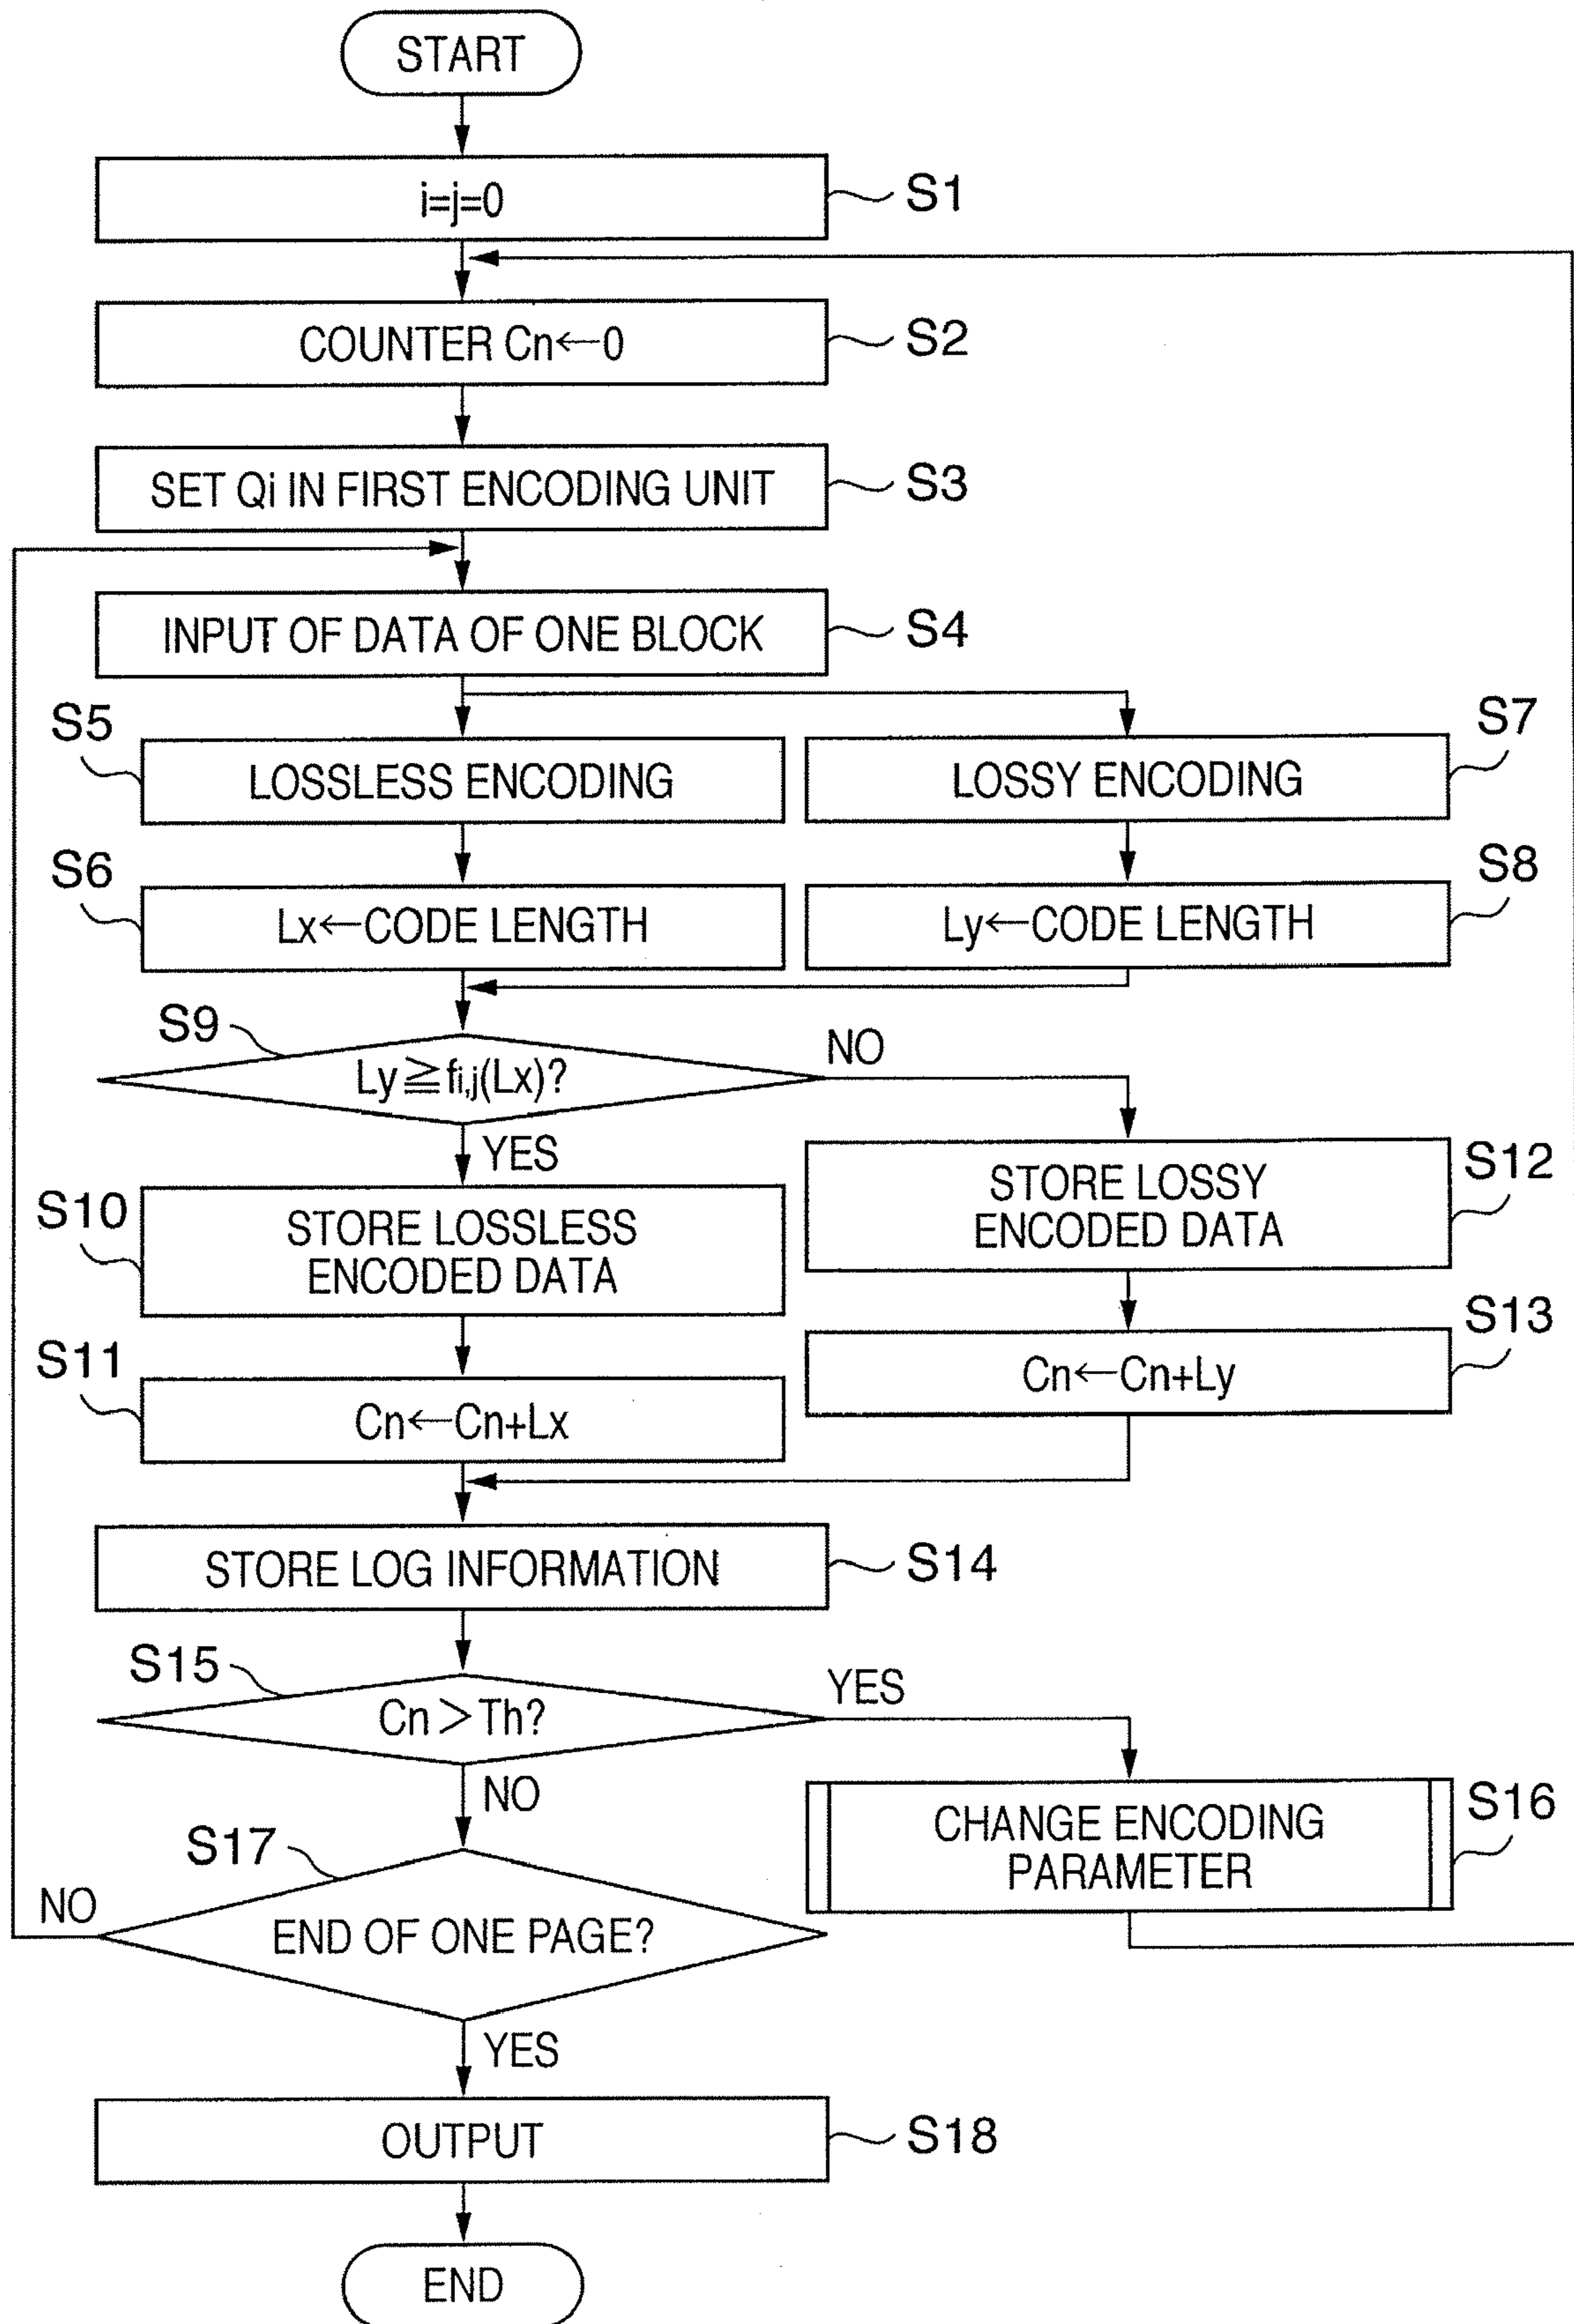 START
i=j=0
S1
COUNTER Cn←0
S2
SET Qi IN FIRST ENCODING UNIT
S3
INPUT OF DATA OF ONE BLOCK
S4
S5
LOSSLESS ENCODING
S7
LOSSY ENCODING
S6
Lx←CODE LENGTH
S8
Ly←CODE LENGTH
S9
Ly≧fi,j(Lx)?
NO
YES
S10
STORE LOSSLESS
ENCODED DATA
S12
STORE LOSSY
ENCODED DATA
S11
Cn←Cn+Lx
S13
Cn←Cn+Ly
STORE LOG INFORMATION
S14
S15
Cn>Th?
YES
NO
S16
CHANGE ENCODING
PARAMETER
S17
END OF ONE PAGE?
NO
YES
OUTPUT
S18
END